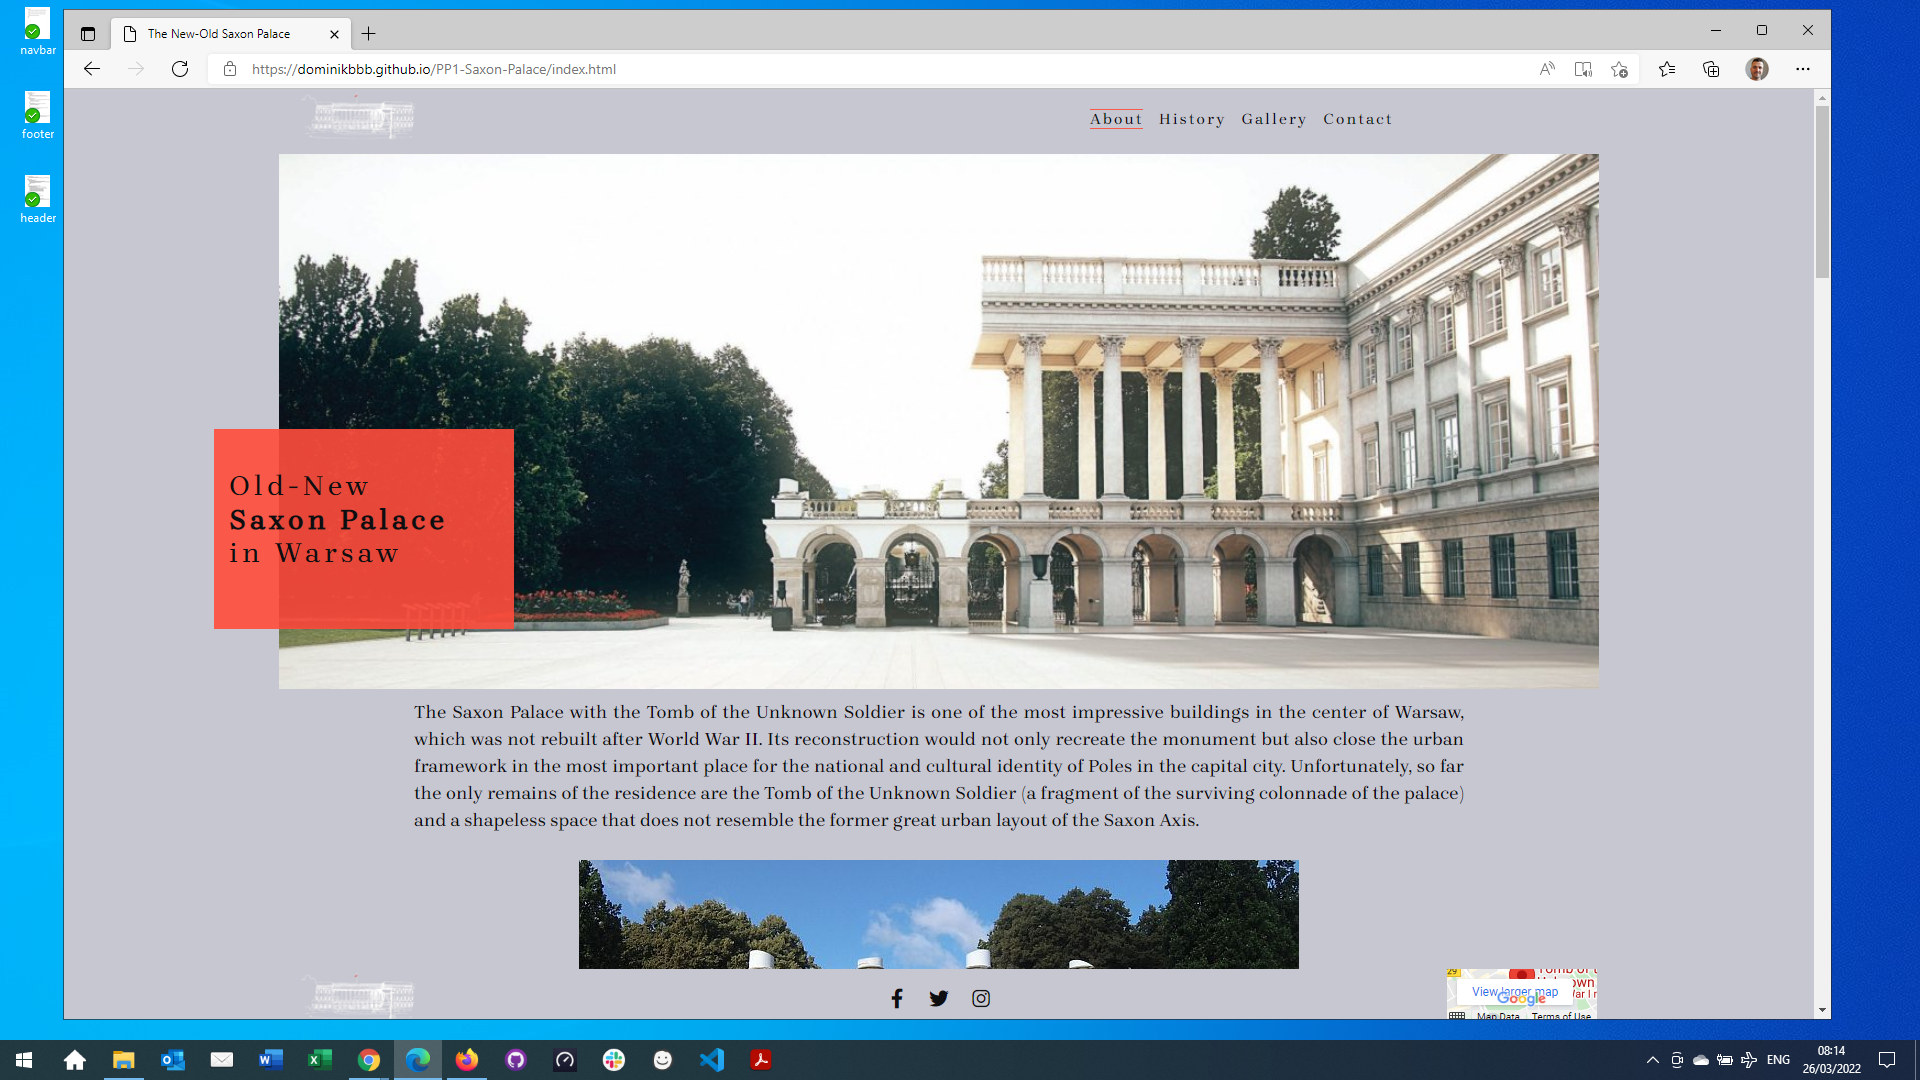 navbar
footer
header
The New-Old Saxon Palace
https://dominikbbb.github.io/PP1-Saxon-Palace/index.html
About History Gallery Contact
Old-New
Saxon Palace
in Warsaw
The Saxon Palace with the Tomb of the Unknown Soldier is one of the most impressive buildings in the center of Warsaw,
which was not rebuilt after World War II. Its reconstruction would not only recreate the monument but also close the urban
framework in the most important place for the national and cultural identity of Poles in the capital city. Unfortunately, so far
the only remains of the residence are the Tomb of the Unknown Soldier (a fragment of the surviving colonnade of the palace)
and a shapeless space that does not resemble the former great urban layout of the Saxon Axis.
29
View larger map
Google
Map Data Terms of Use
ENG
08:14
26/03/2022